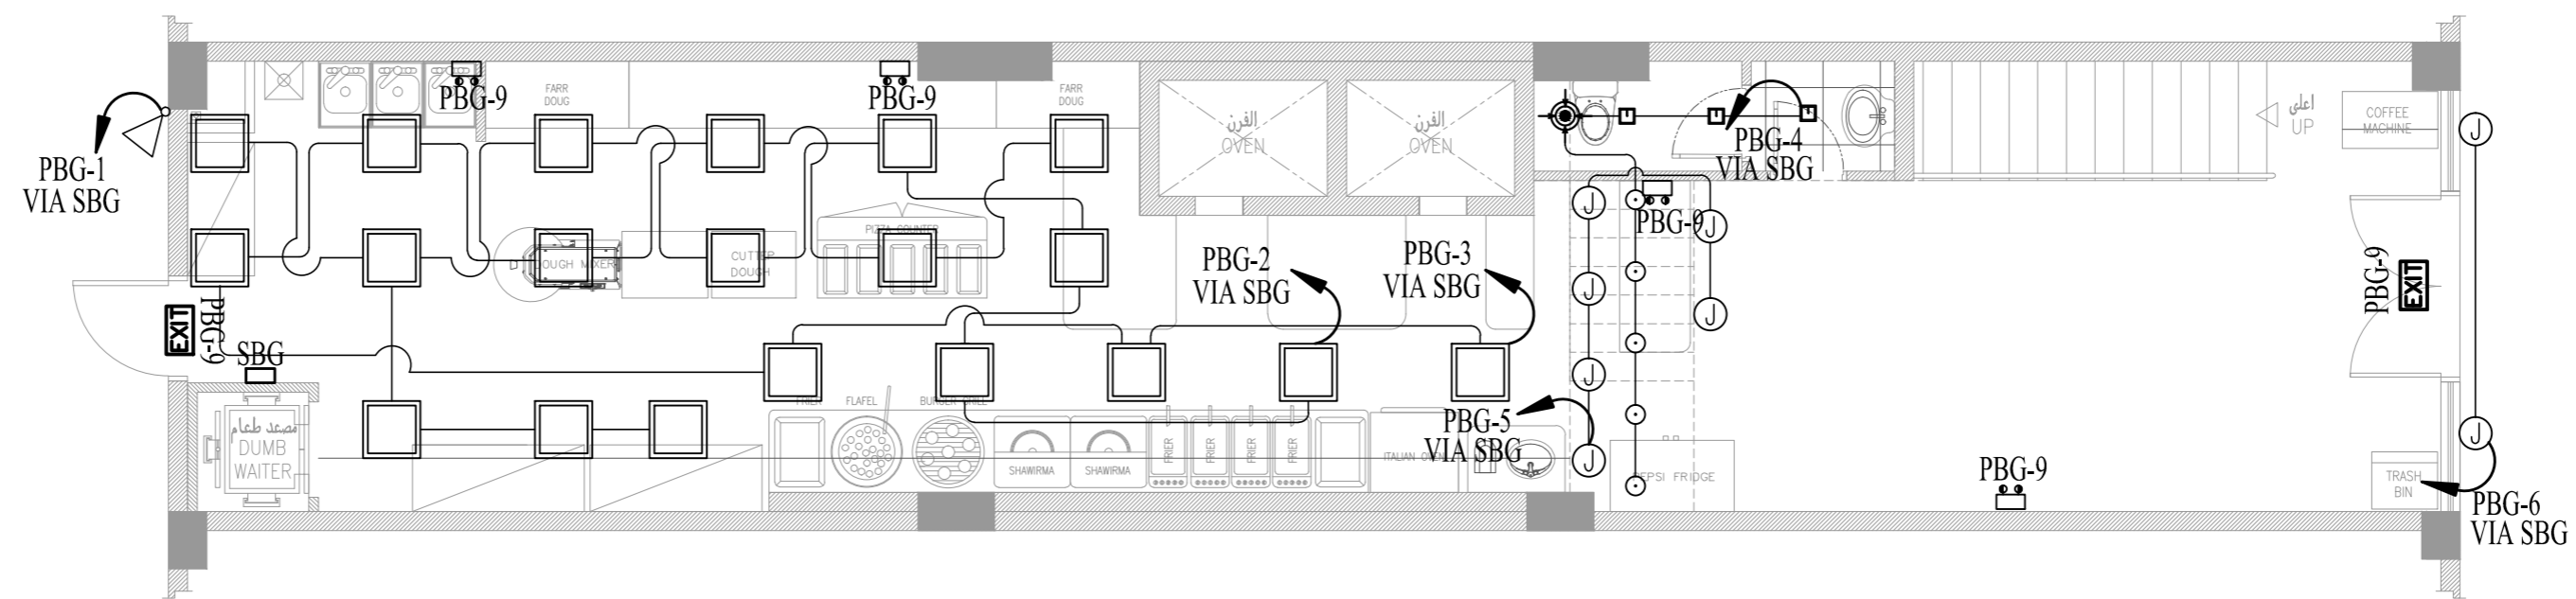 PBG-9
FARR
DOUG
PBG-9
FARR
DOUG
الفرن
OVEN
الفرن
OVEN
PBG-4
VIA SBG
اعلى
UP
COFFEE
MACHINE
J
PBG-1
VIA SBG
PBG-9
J
J
PIZZA COUNTER
DOUGH MIXER
CUTTER
DOUGH
PBG-2
VIA SBG
PBG-3
VIA SBG
J
J
EXIT
PBG-9
EXIT
PBG-9
SBG
J
مصعد طعام
DUMB
WAITER
FRIER
FLAFEL
BURGER GRILL
SHAWIRMA
SHAWIRMA
FRIER
FRIER
FRIER
FRIER
ITALIAN OVEN
PBG-5
VIA SBG
J
PEPSI FRIDGE
PBG-9
J
TRASH
BIN
PBG-6
VIA SBG